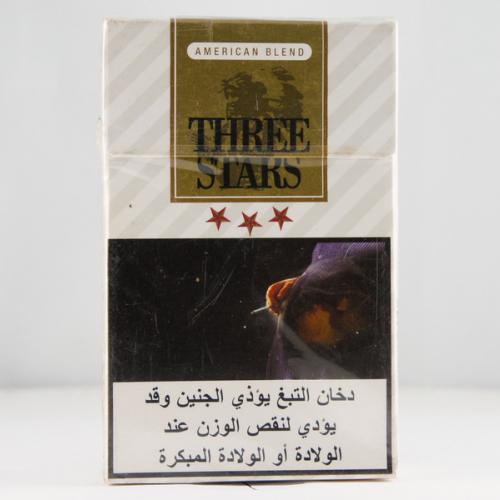 AMERICAN BLEND
THREE
STARS
دخان التبغ يؤذي الجنين وقد
يؤدي لنقص الوزن عند
الولادة أو الولادة المبكرة